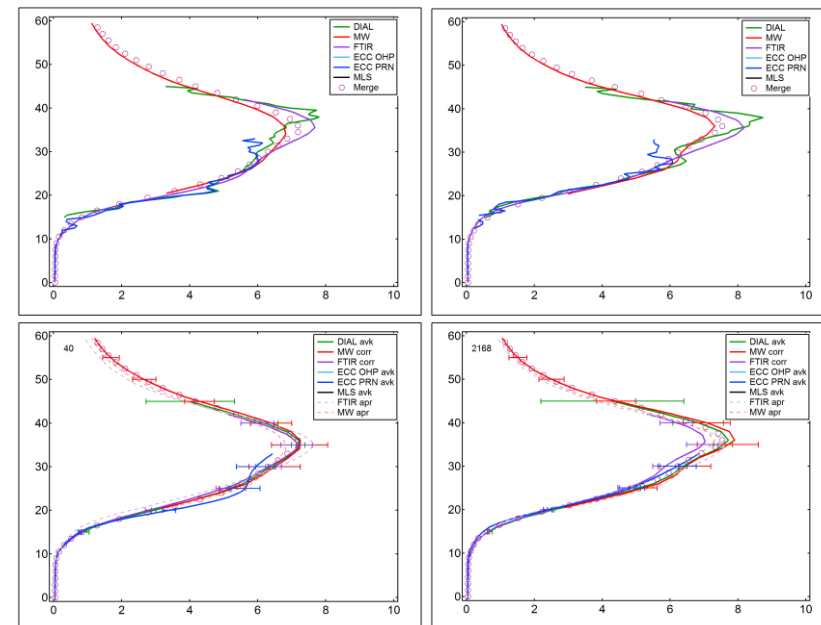 60
50
40
30
20
10
0
0 2 4 6 8 10
DIAL
MW
FTIR
ECC OHP
ECC PRN
MLS
Merge
60
50
40
30
20
10
0
0 2 4 6 8 10
DIAL
MW
FTIR
ECC OHP
ECC PRN
MLS
Merge
60
50
40
30
20
10
0
0 2 4 6 8 10
40
DIAL avk
MW corr
FTIR corr
ECC OHP avk
ECC PRN avk
MLS avk
FTIR apr
MW apr
60
50
40
30
20
10
0
0 2 4 6 8 10
2168
DIAL avk
MW corr
FTIR corr
ECC OHP avk
ECC PRN avk
MLS avk
FTIR apr
MW apr